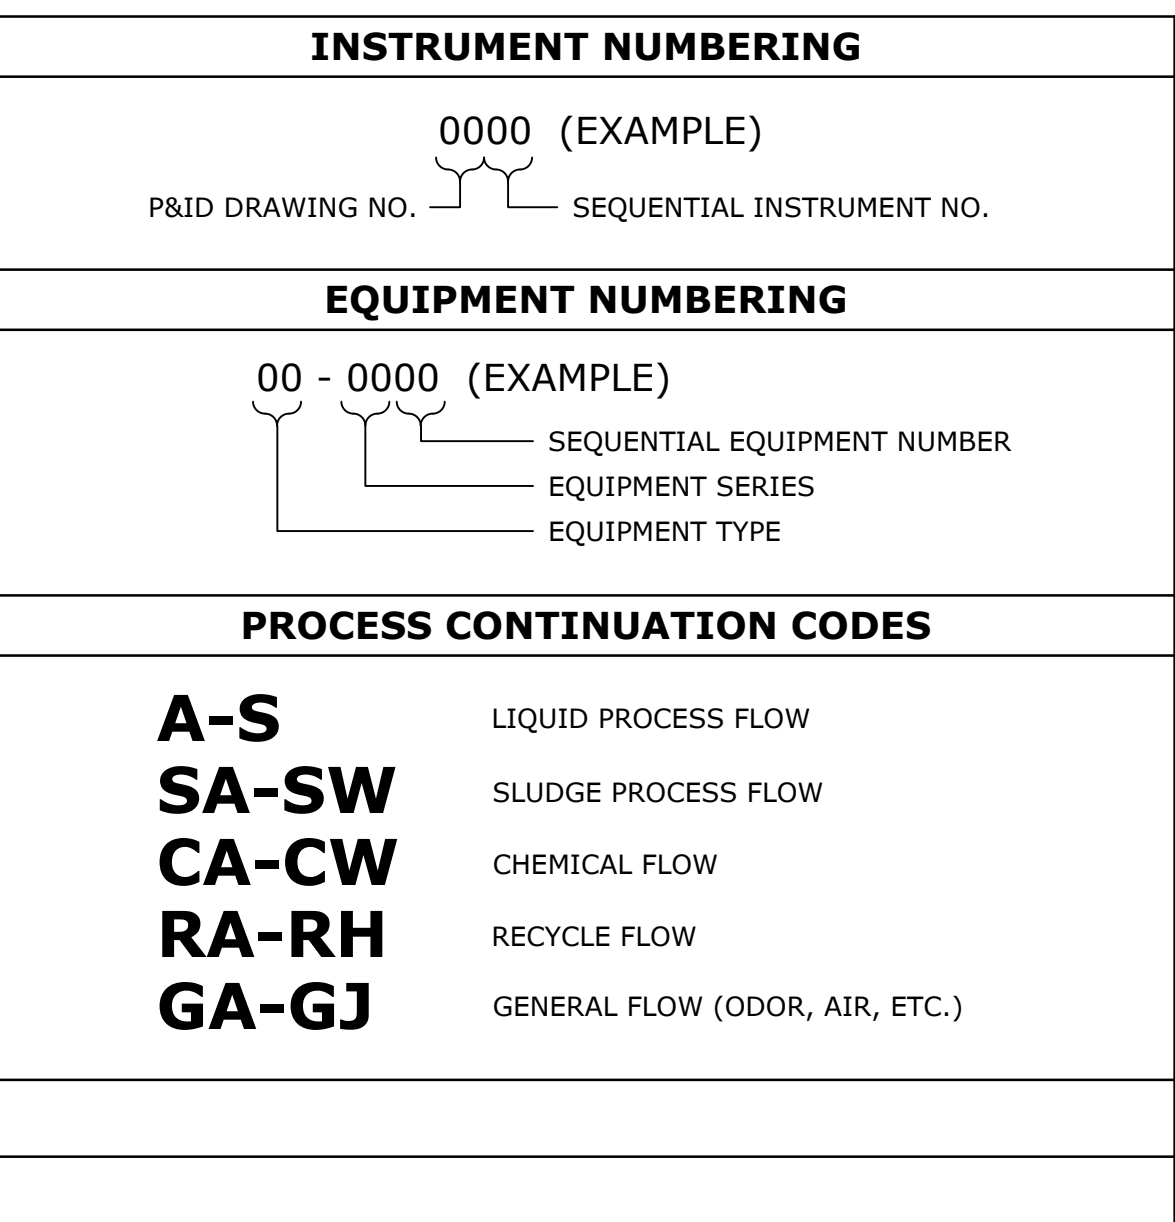 INSTRUMENT NUMBERING
0000 (EXAMPLE)
P&ID DRAWING NO. SEQUENTIAL INSTRUMENT NO.
EQUIPMENT NUMBERING
00 - 0000 (EXAMPLE)
SEQUENTIAL EQUIPMENT NUMBER
EQUIPMENT SERIES
EQUIPMENT TYPE
PROCESS CONTINUATION CODES
A-S LIQUID PROCESS FLOW
SA-SW SLUDGE PROCESS FLOW
CA-CW CHEMICAL FLOW
RA-RH RECYCLE FLOW
GA-GJ GENERAL FLOW (ODOR, AIR, ETC.)